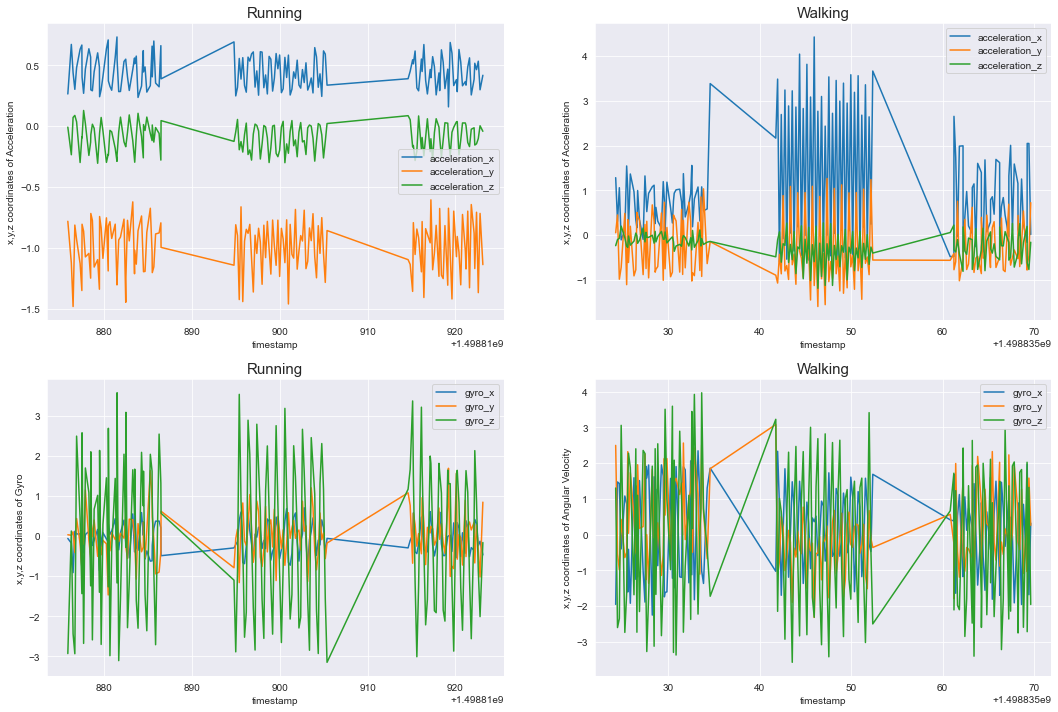 Running
x,y,z coordinates of Acceleration
0.5
0.0
−0.5
−1.0
−1.5
acceleration_x
acceleration_y
acceleration_z
880 890 900 910 920
timestamp
+1.49881e9
Walking
x,y,z coordinates of Acceleration
4
3
2
1
0
−1
acceleration_x
acceleration_y
acceleration_z
30 40 50 60 70
timestamp
+1.498835e9
Running
x,y,z coordinates of Gyro
3
2
1
0
−1
−2
−3
gyro_x
gyro_y
gyro_z
880 890 900 910 920
timestamp
+1.49881e9
Walking
x,y,z coordinates of Angular Velocity
4
3
2
1
0
−1
−2
−3
gyro_x
gyro_y
gyro_z
30 40 50 60 70
timestamp
+1.498835e9